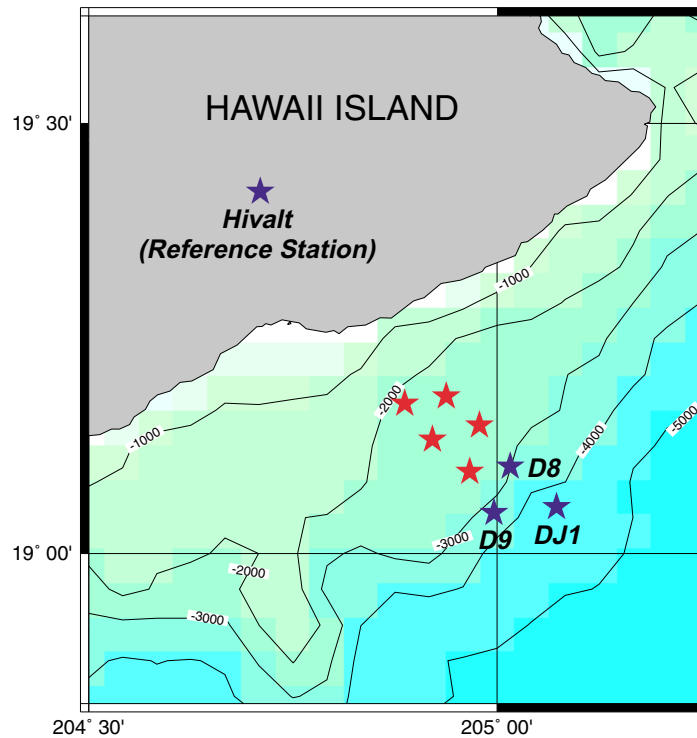 HAWAII ISLAND
19° 30'
Hivalt
(Reference Station)
-1000
-2000
-5000
-1000
-4000
D8
D9
DJ1
-3000
19° 00'
-2000
-3000
204° 30'
205° 00'